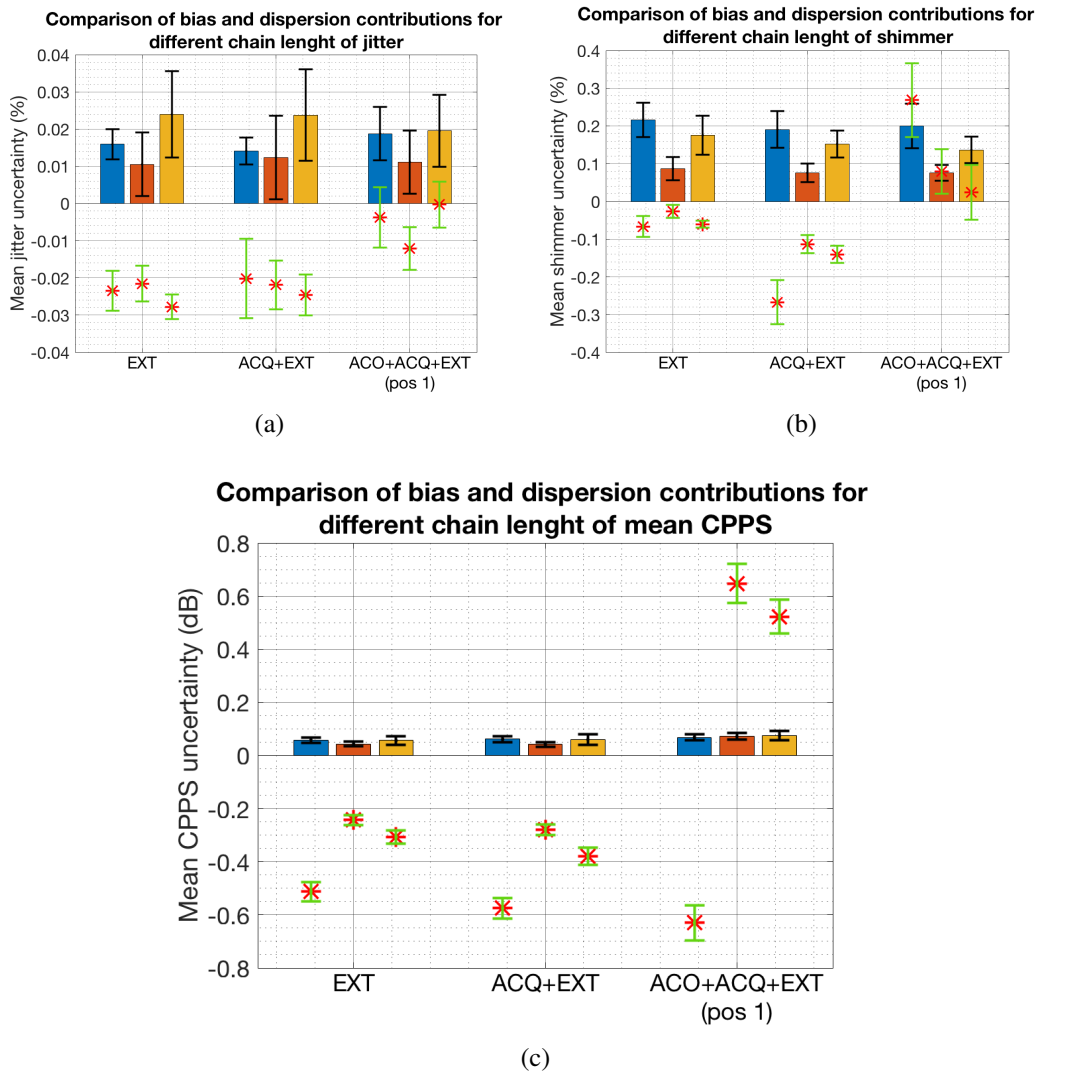 Comparison of bias and dispersion contributions for
different chain lenght of jitter
Mean jitter uncertainty (%)
0.04
0.03
0.02
0.01
0
-0.01
-0.02
-0.03
-0.04
EXT
ACQ+EXT
ACO+ACQ+EXT
(pos 1)
(a)
Comparison of bias and dispersion contributions for
different chain lenght of shimmer
Mean shimmer uncertainty (%)
0.4
0.3
0.2
0.1
0
-0.1
-0.2
-0.3
-0.4
EXT
ACQ+EXT
ACO+ACQ+EXT
(pos 1)
(b)
Comparison of bias and dispersion contributions for
different chain lenght of mean CPPS
Mean CPPS uncertainty (dB)
0.8
0.6
0.4
0.2
0
-0.2
-0.4
-0.6
-0.8
EXT
ACQ+EXT
ACO+ACQ+EXT
(pos 1)
(c)